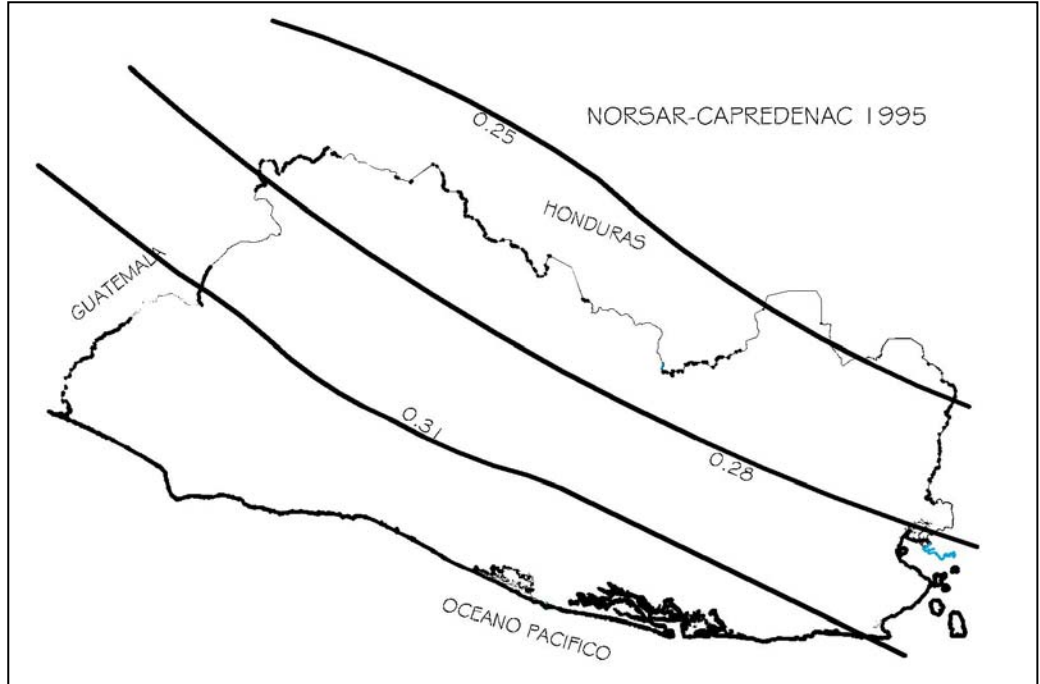 NORSAR-CAPREDENAC 1995
0.25
HONDURAS
GUATEMALA
0.31
0.28
OCEANO PACIFICO